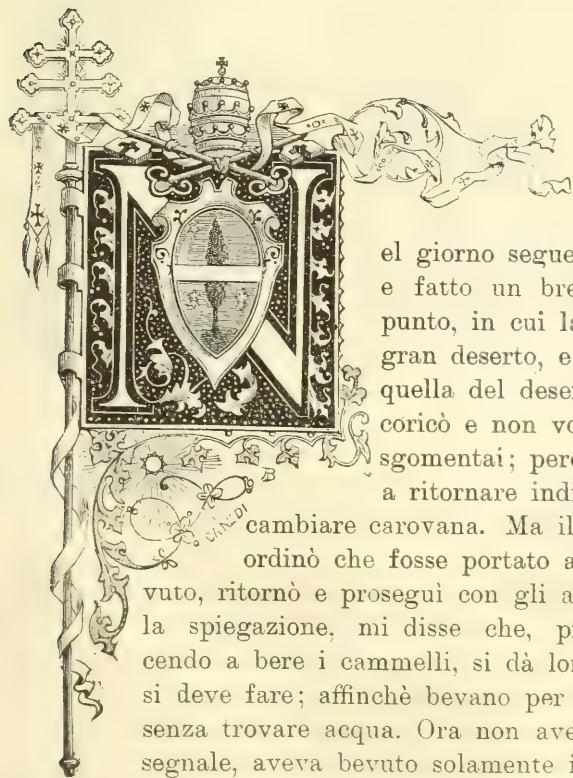 N
el giorno segue
e fatto un bre
punto, in cui la
gran deserto, e
quella del deser
coricò e non vo
sgomentai; perc
a ritornare indi
cambiare carovana. Ma il
ordinò che fosse portato a
vuto, ritornò e proseguì con gli a
la spiegazione, mi disse che, pr
cendo a bere i cammelli, si dà lor
si deve fare; affinchè bevano per
senza trovare acqua. Ora non ave
segnale, aveva bevuto solamente i
CANEDI